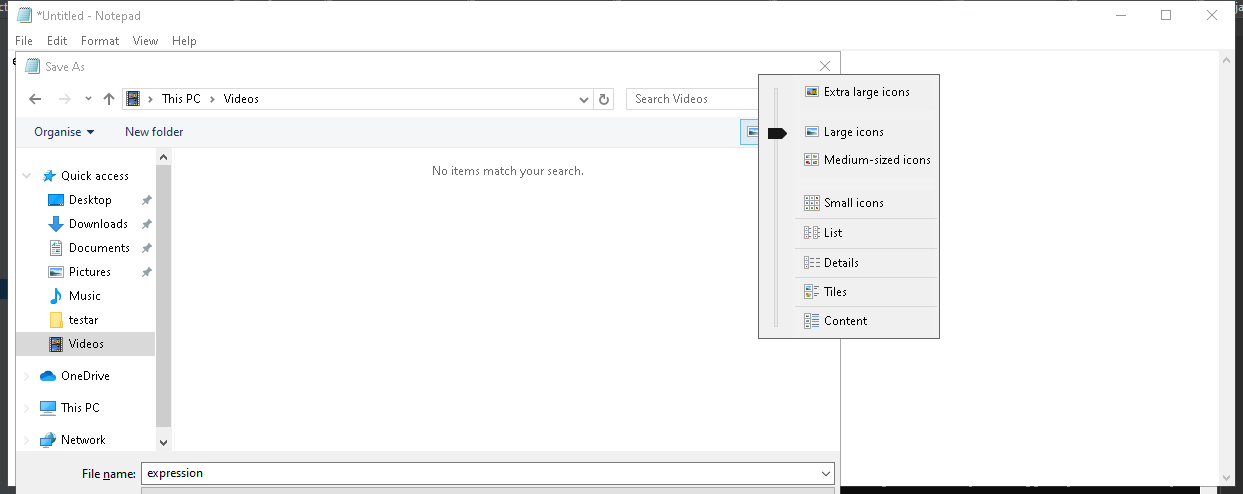 *Untitled - Notepad
File Edit Format View Help
Save As
This PC Videos
Search Videos
Organise New folder
Extra large icons
Large icons
Medium-sized icons
Small icons
List
Details
Tiles
Content
No items match your search.
Quick access
Desktop
Downloads
Documents
Pictures
Music
testar
Videos
OneDrive
This PC
Network
File name: expression